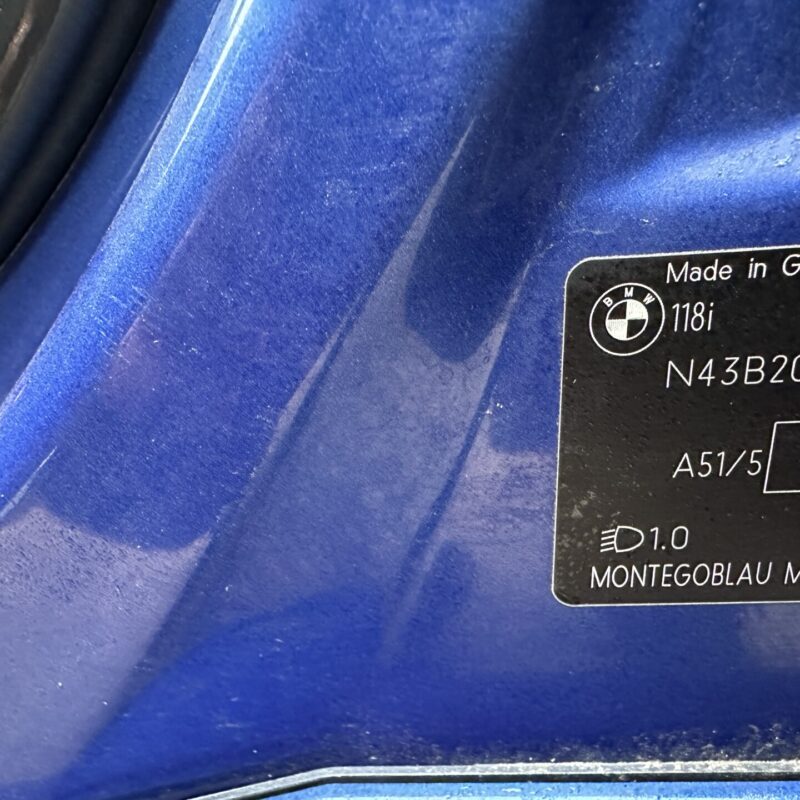 Made in G
BMW
118i
N43B20
A51/5
1.0
MONTEGOBLAU M